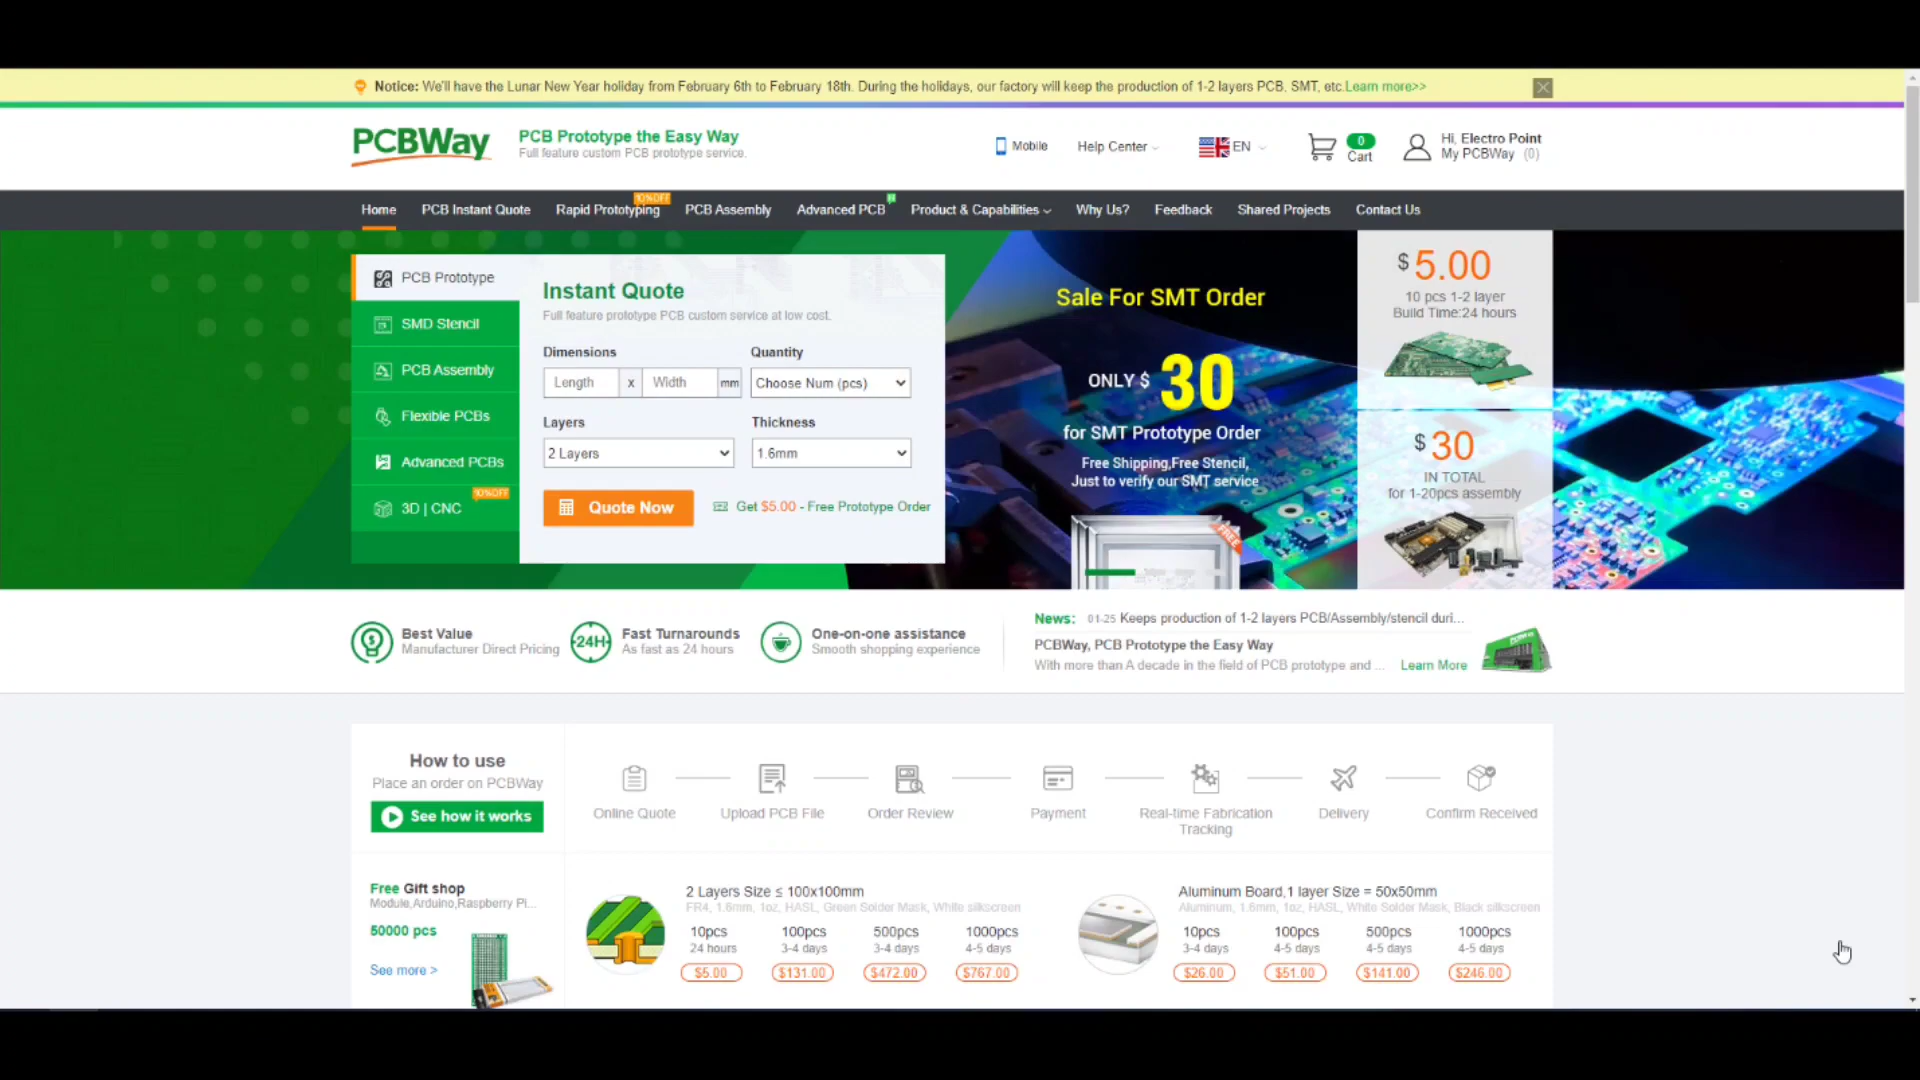 Notice: We'll have the Lunar New Year holiday from February 6th to February 18th. During the holidays, our factory will keep the production of 1-2 layers PCB, SMT, etc.Learn more>>
PCBWay
PCB Prototype the Easy Way
Full feature custom PCB prototype service.
Mobile
Help Center
EN
0
Cart
Hi, Electro Point
My PCBWay (0)
10%OFF
Home PCB Instant Quote Rapid Prototyping PCB Assembly Advanced PCB Product & Capabilities Why Us? Feedback Shared Projects Contact Us
PCB Prototype
SMD Stencil
PCB Assembly
Flexible PCBs
Advanced PCBs
3D | CNC
Instant Quote
Full feature prototype PCB custom service at low cost.
Dimensions Quantity
Length x Width mm Choose Num (pcs)
Layers Thickness
2 Layers 1.6mm
Quote Now Get $5.00 - Free Prototype Order
Sale For SMT Order
ONLY $ 30
for SMT Prototype Order
Free Shipping,Free Stencil,
Just to verify our SMT service
FREE
$ 5.00
10 pcs 1-2 layer
Build Time:24 hours
$ 30
IN TOTAL
for 1-20pcs assembly
Best Value
Manufacturer Direct Pricing
24H
Fast Turnarounds
As fast as 24 hours
One-on-one assistance
Smooth shopping experience
News: 01-25 Keeps production of 1-2 layers PCB/Assembly/stencil duri...
PCBWay, PCB Prototype the Easy Way
With more than A decade in the field of PCB prototype and ... Learn More
How to use
Place an order on PCBWay
See how it works
Online Quote
Upload PCB File
Order Review
Payment
Real-time Fabrication
Tracking
Delivery
Confirm Received
Free Gift shop
Module,Arduino,Raspberry Pi...
50000 pcs
See more >
2 Layers Size ≤ 100x100mm
FR4, 1.6mm, 1oz, HASL, Green Solder Mask, White silkscreen
10pcs 100pcs 500pcs 1000pcs
24 hours 3-4 days 3-4 days 4-5 days
$5.00 $131.00 $472.00 $767.00
Aluminum Board,1 layer Size = 50x50mm
Aluminum, 1.6mm, 1oz, HASL, White Solder Mask, Black silkscreen
10pcs 100pcs 500pcs 1000pcs
3-4 days 4-5 days 4-5 days 4-5 days
$26.00 $51.00 $141.00 $246.00